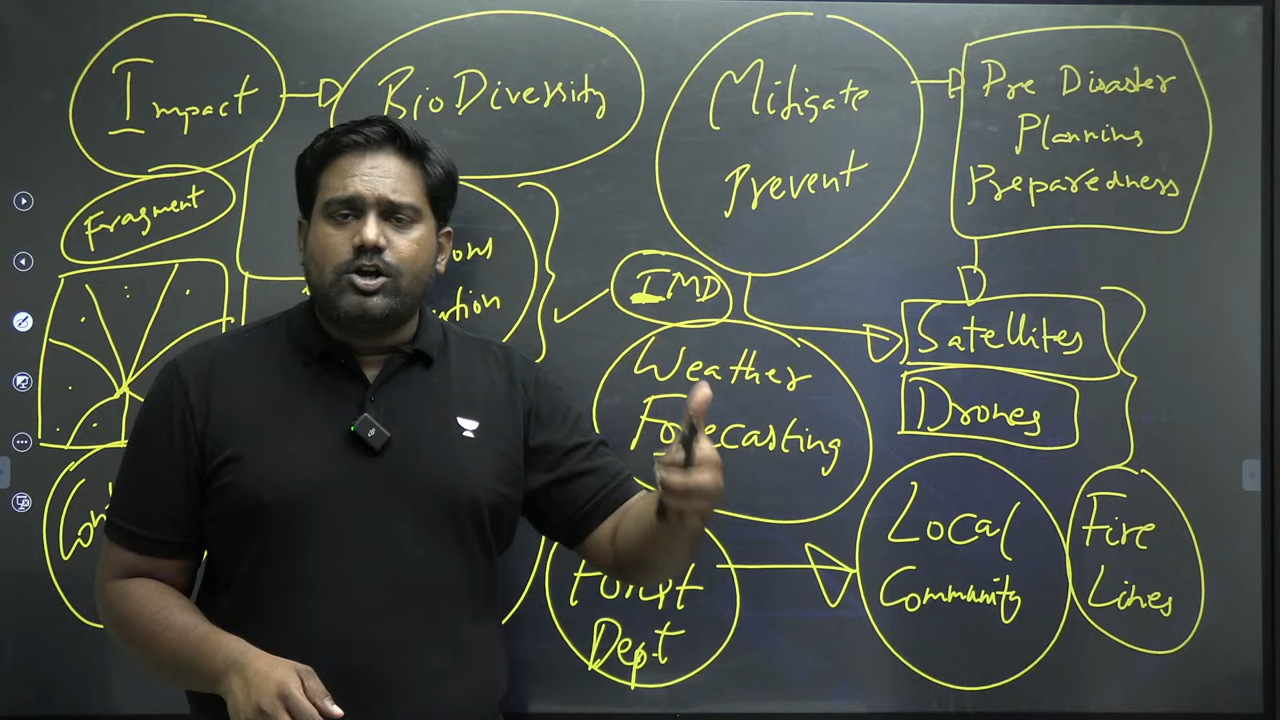 Impact
BioDiversity
Fragment
Mitigate
Prevent
Pre Disaster
Planning
Preparedness
IMD
Weather
Forecasting
Satellites
Drones
Forest
Dept
Local
Community
Fire
Lines